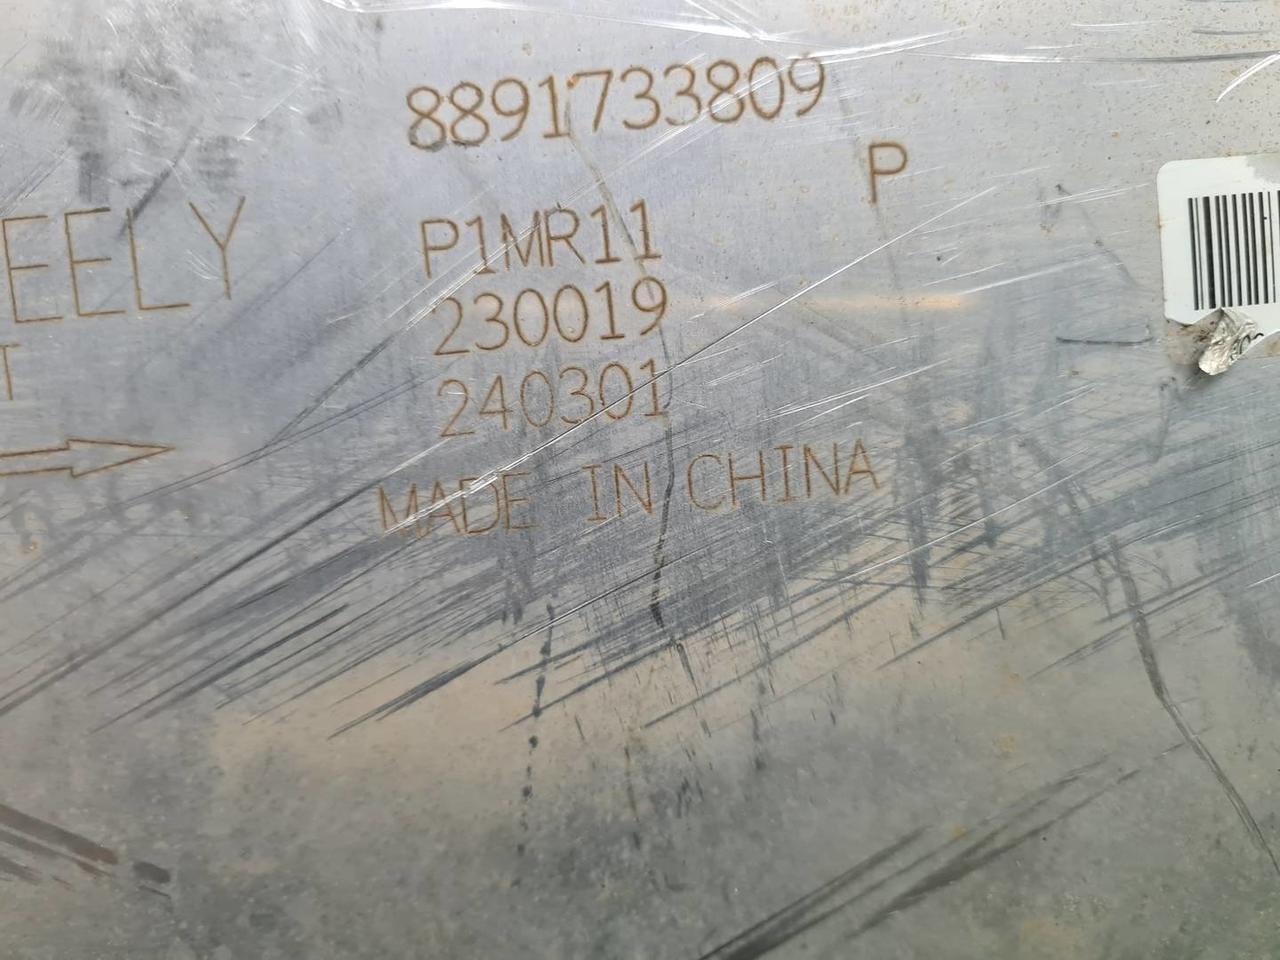 8891733809
P
EELY
P1MR11
230019
T
240301
MADE IN CHINA